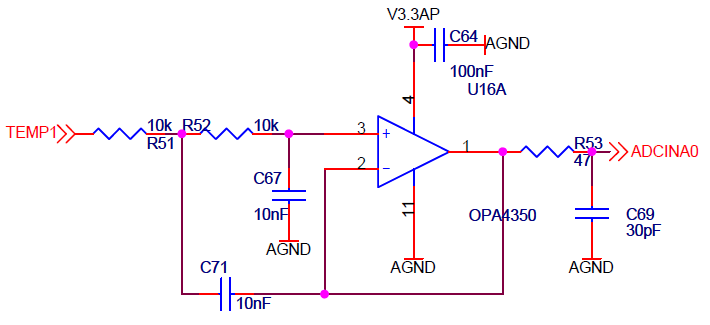 V3.3AP
C64
AGND
100nF
U16A
4
TEMP1
10k
R52
10k
R51
3
+
1
R53
47
ADCINA0
2
-
C67
10nF
AGND
11
OPA4350
C69
30pF
AGND
AGND
C71
10nF